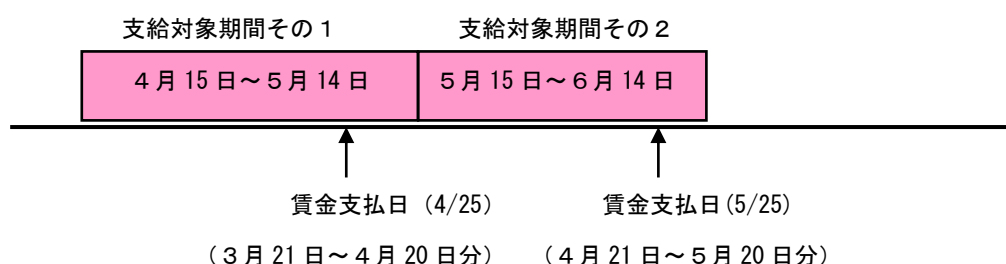 支給対象期間その１　支給対象期間その２
４月 15 日～５月 14 日　５月 15 日～６月 14 日
賃金支払日（4/25）　賃金支払日(5/25)
（３月 21 日～４月 20 日分）　（４月 21 日～５月 20 日分）